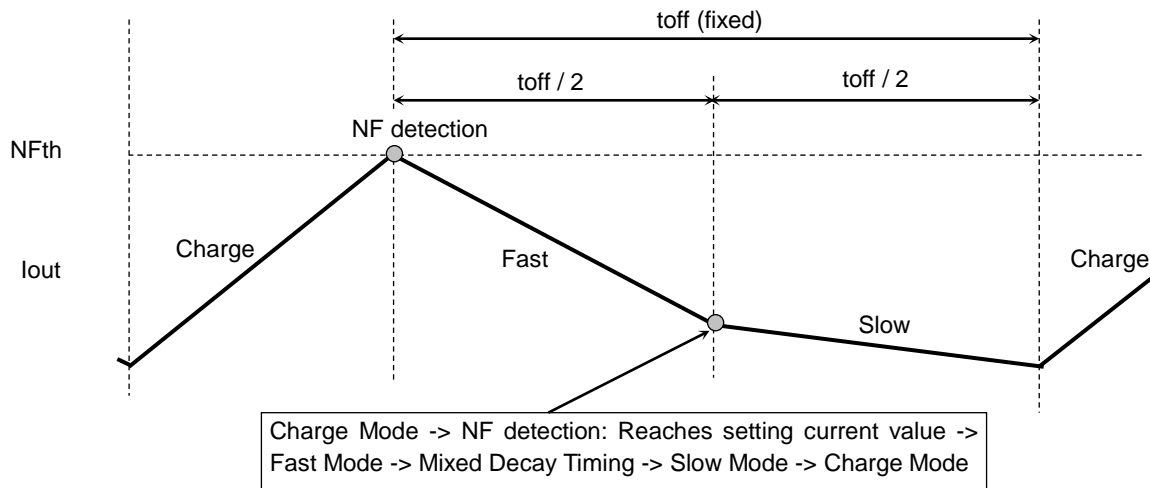 toff (fixed)
toff / 2
toff / 2
NF detection
NFth
Charge
Iout
Fast
Charge
Slow
Charge Mode -> NF detection: Reaches setting current value ->
Fast Mode -> Mixed Decay Timing -> Slow Mode -> Charge Mode